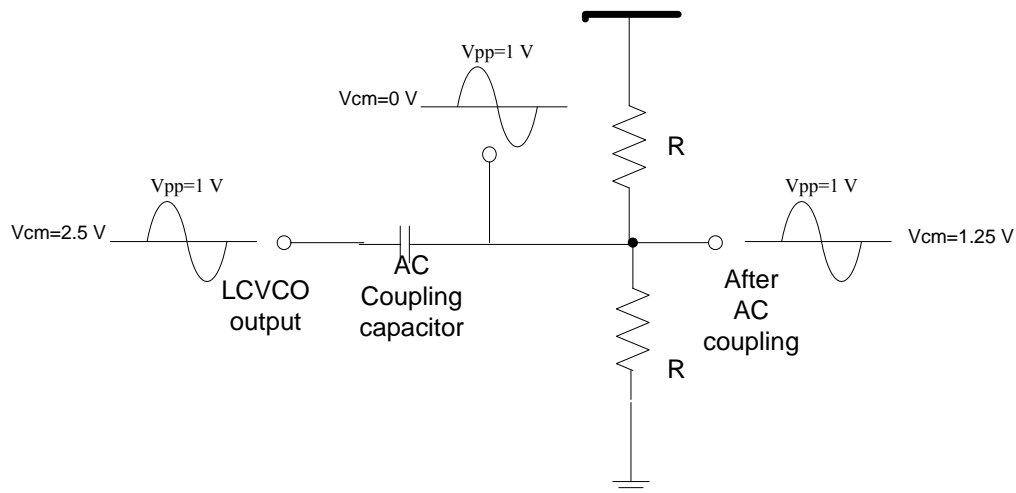 Vpp=1 V
Vcm=0 V
R
Vpp=1 V
Vcm=2.5 V
LCVCO
output
AC
Coupling
capacitor
Vpp=1 V
Vcm=1.25 V
After
AC
coupling
R